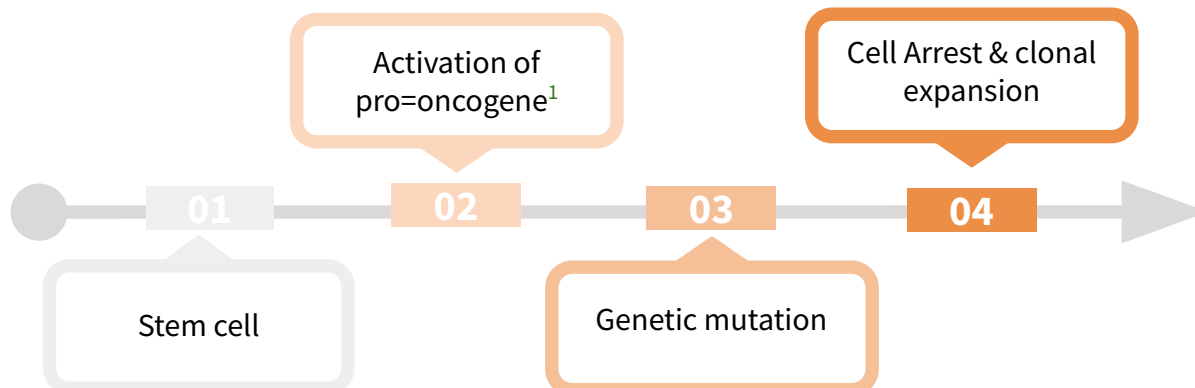 01
Stem cell
02
Activation of
pro=oncogene¹
03
Genetic mutation
04
Cell Arrest & clonal
expansion